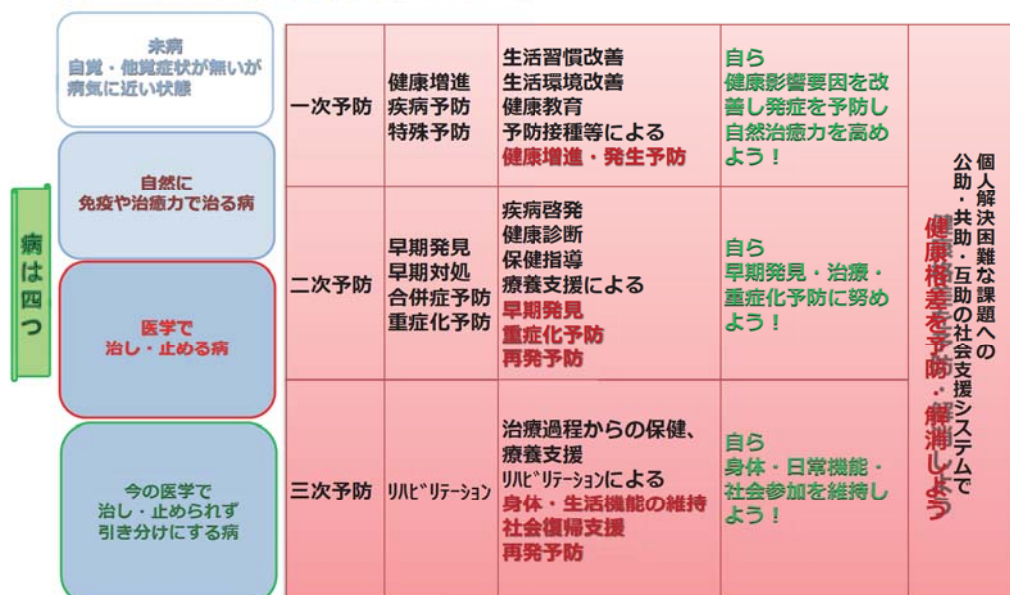 病は四つ
未病
自覚・他覚症状が無いが
病気に近い状態
自然に
免疫や治癒力で治る病
医学で
治し・止める病
今の医学で
治し・止められず
引き分けにする病
一次予防
健康増進
疾病予防
特殊予防
生活習慣改善
生活環境改善
健康教育
予防接種等による
健康増進・発生予防
自ら
健康影響要因を改
善し発症を予防し
自然治癒力を高め
よう!
二次予防
早期発見
早期対処
合併症予防
重症化予防
疾病啓発
健康診断
保健指導
療養支援による
早期発見
重症化予防
再発予防
自ら
早期発見・治療・
重症化予防に努め
よう!
三次予防
ﾘﾊﾋﾞﾘテーション
治療過程からの保健、
療養支援
ﾘﾊﾋﾞﾘテーションによる
身体・生活機能の維持
社会復帰支援
再発予防
自ら
身体・日常機能・
社会参加を維持し
よう!
個人解決困難な課題への
公助・共助・互助の社会支援システムで
健康格差を予防・解消しよう